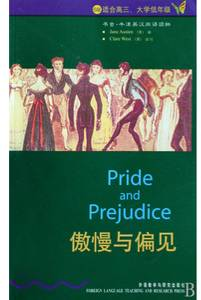 适合高三、大学低年级
书虫·牛津英汉双语读物
Jane Austen (英) 著
Clare West (英) 改写
Pride
and
Prejudice
傲慢与偏见
外语教学与研究出版社
FOREIGN LANGUAGE TEACHING AND RESEARCH PRESS
B